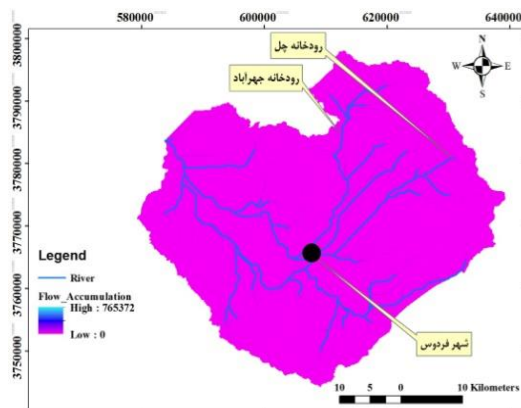 580000 600000 620000 640000
3800000
3790000
3780000
3770000
3760000
3750000
رودخانه چل
رودخانه جهرآباد
شهر فردوس
N
W E
S
Legend
River
Flow_Accumulation
High : 765372
Low : 0
10 5 0 10 Kilometers